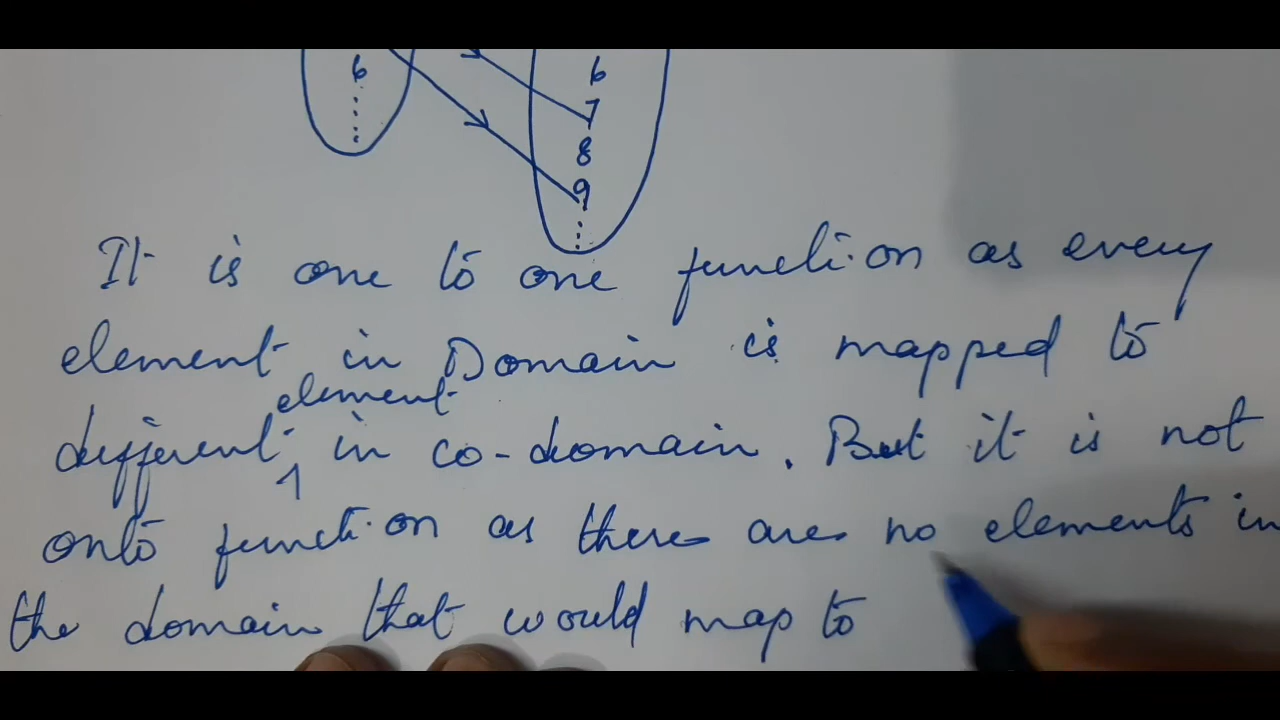 6 6
7
8
9
It is one to one function as every
element in Domain is mapped to
element
different in co-domain. But it is not
onto function as there are no elements in
the domain that would map to